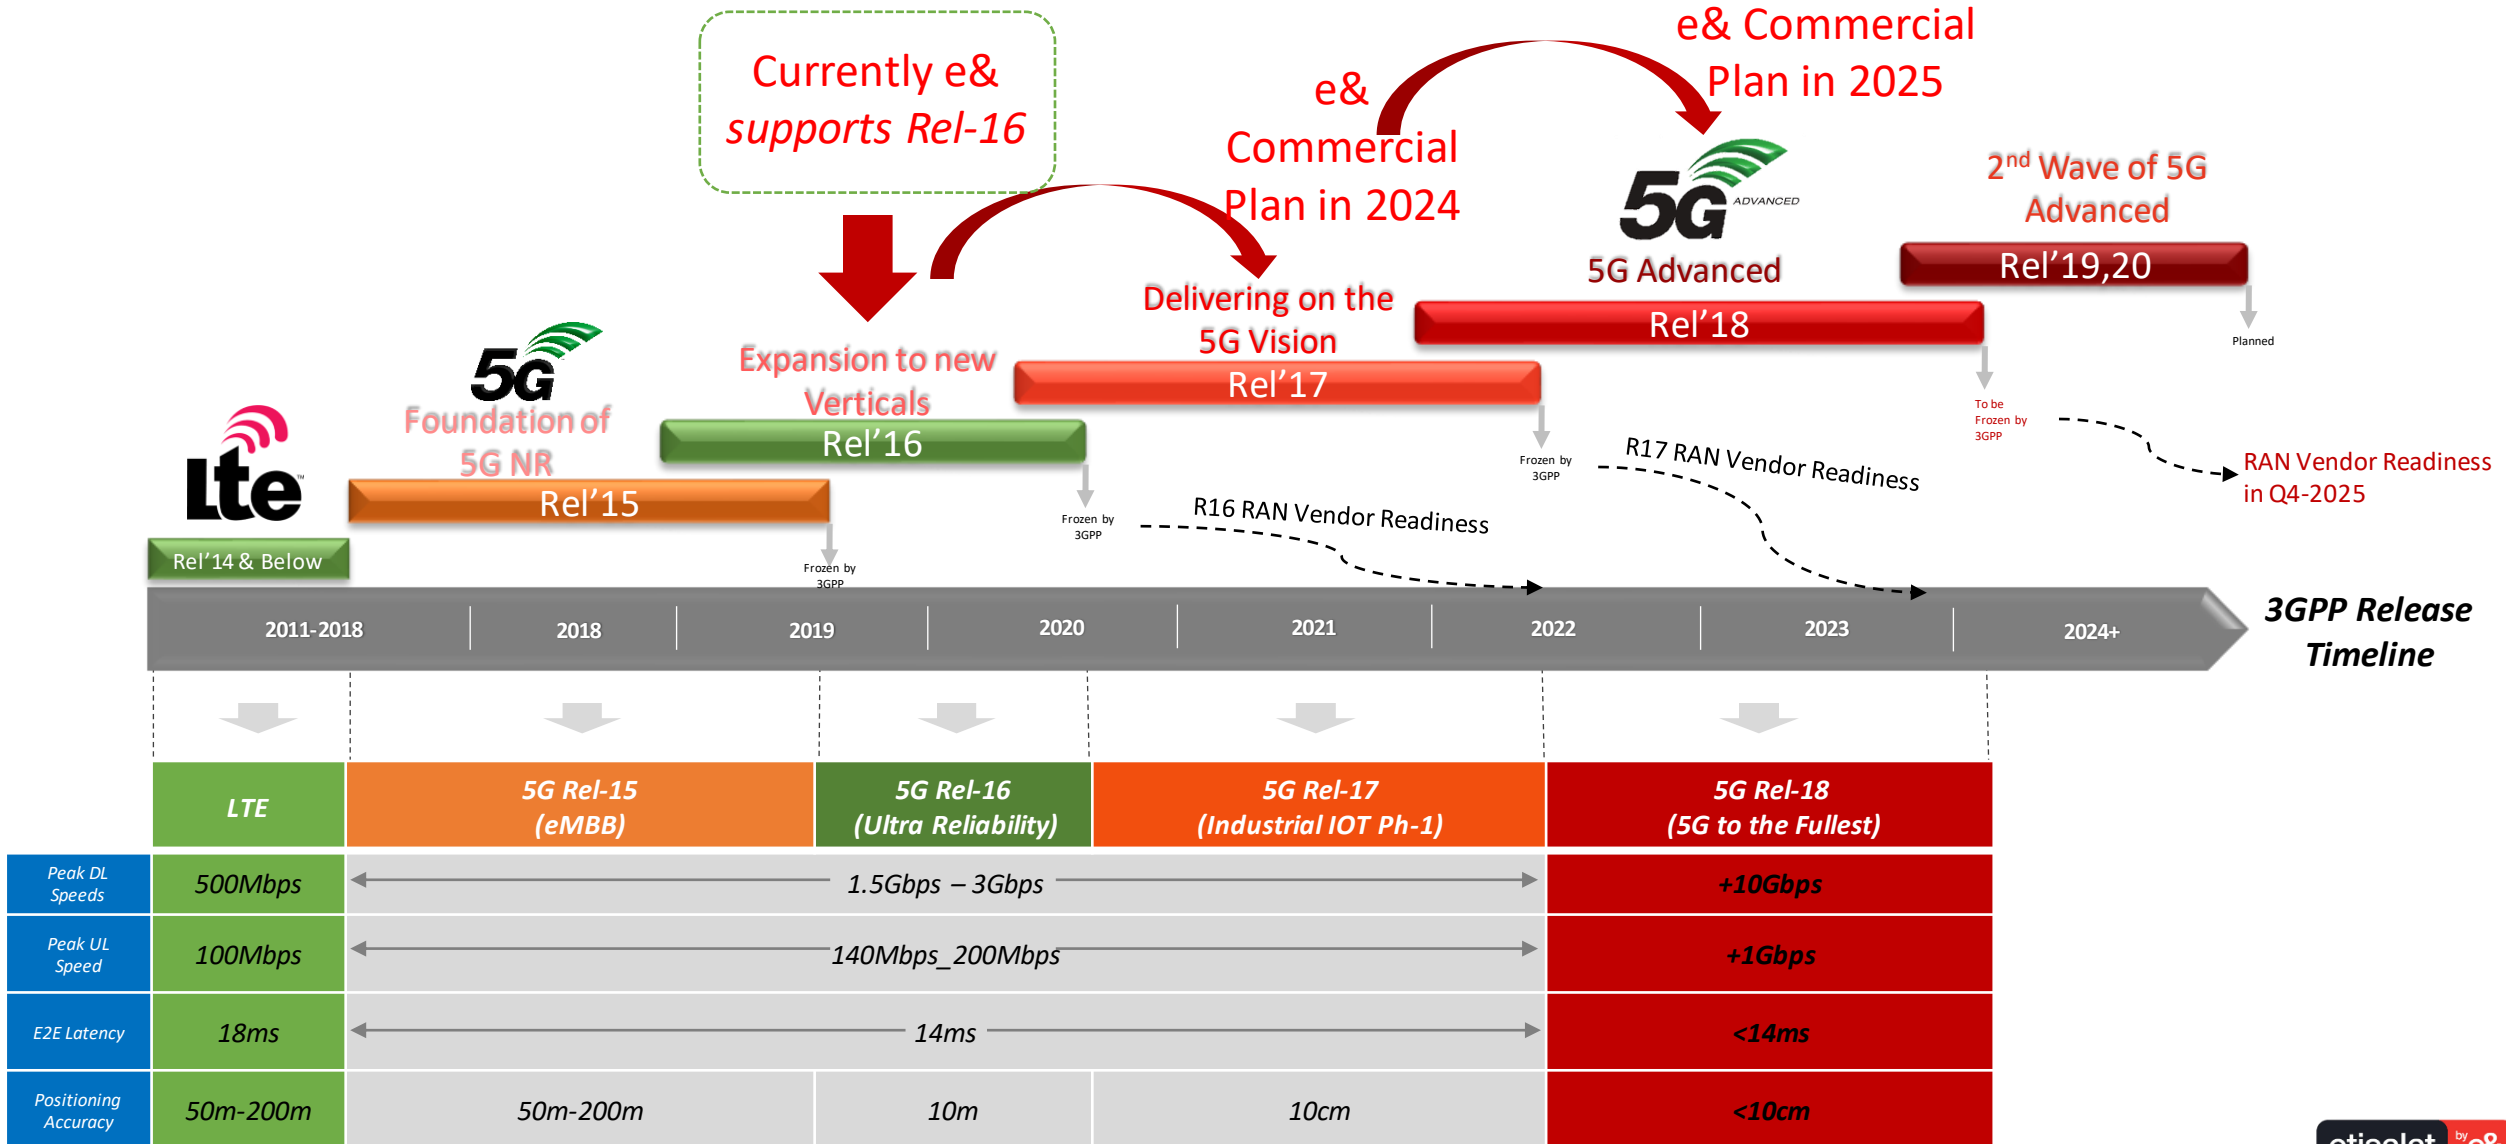 Currently e&
supports Rel-16
e&
Commercial
Plan in 2024
e& Commercial
Plan in 2025
5G ADVANCED
5G Advanced
2nd Wave of 5G
Advanced
Rel'19,20
Planned
Rel'18
To be
Frozen by
3GPP
RAN Vendor Readiness
in Q4-2025
Delivering on the
5G Vision
Rel'17
Frozen by
3GPP
R17 RAN Vendor Readiness
Expansion to new
Verticals
Rel'16
Frozen by
3GPP
R16 RAN Vendor Readiness
5G
Foundation of
5G NR
Rel'15
Frozen by
3GPP
Lte™
Rel'14 & Below
2011-2018 2018 2019 2020 2021 2022 2023 2024+
3GPP Release
Timeline
LTE
5G Rel-15
(eMBB)
5G Rel-16
(Ultra Reliability)
5G Rel-17
(Industrial IOT Ph-1)
5G Rel-18
(5G to the Fullest)
Peak DL
Speeds
500Mbps
1.5Gbps – 3Gbps
+10Gbps
Peak UL
Speed
100Mbps
140Mbps_200Mbps
+1Gbps
E2E Latency
18ms
14ms
<14ms
Positioning
Accuracy
50m-200m
50m-200m
10m
10cm
<10cm
etisalat by e&